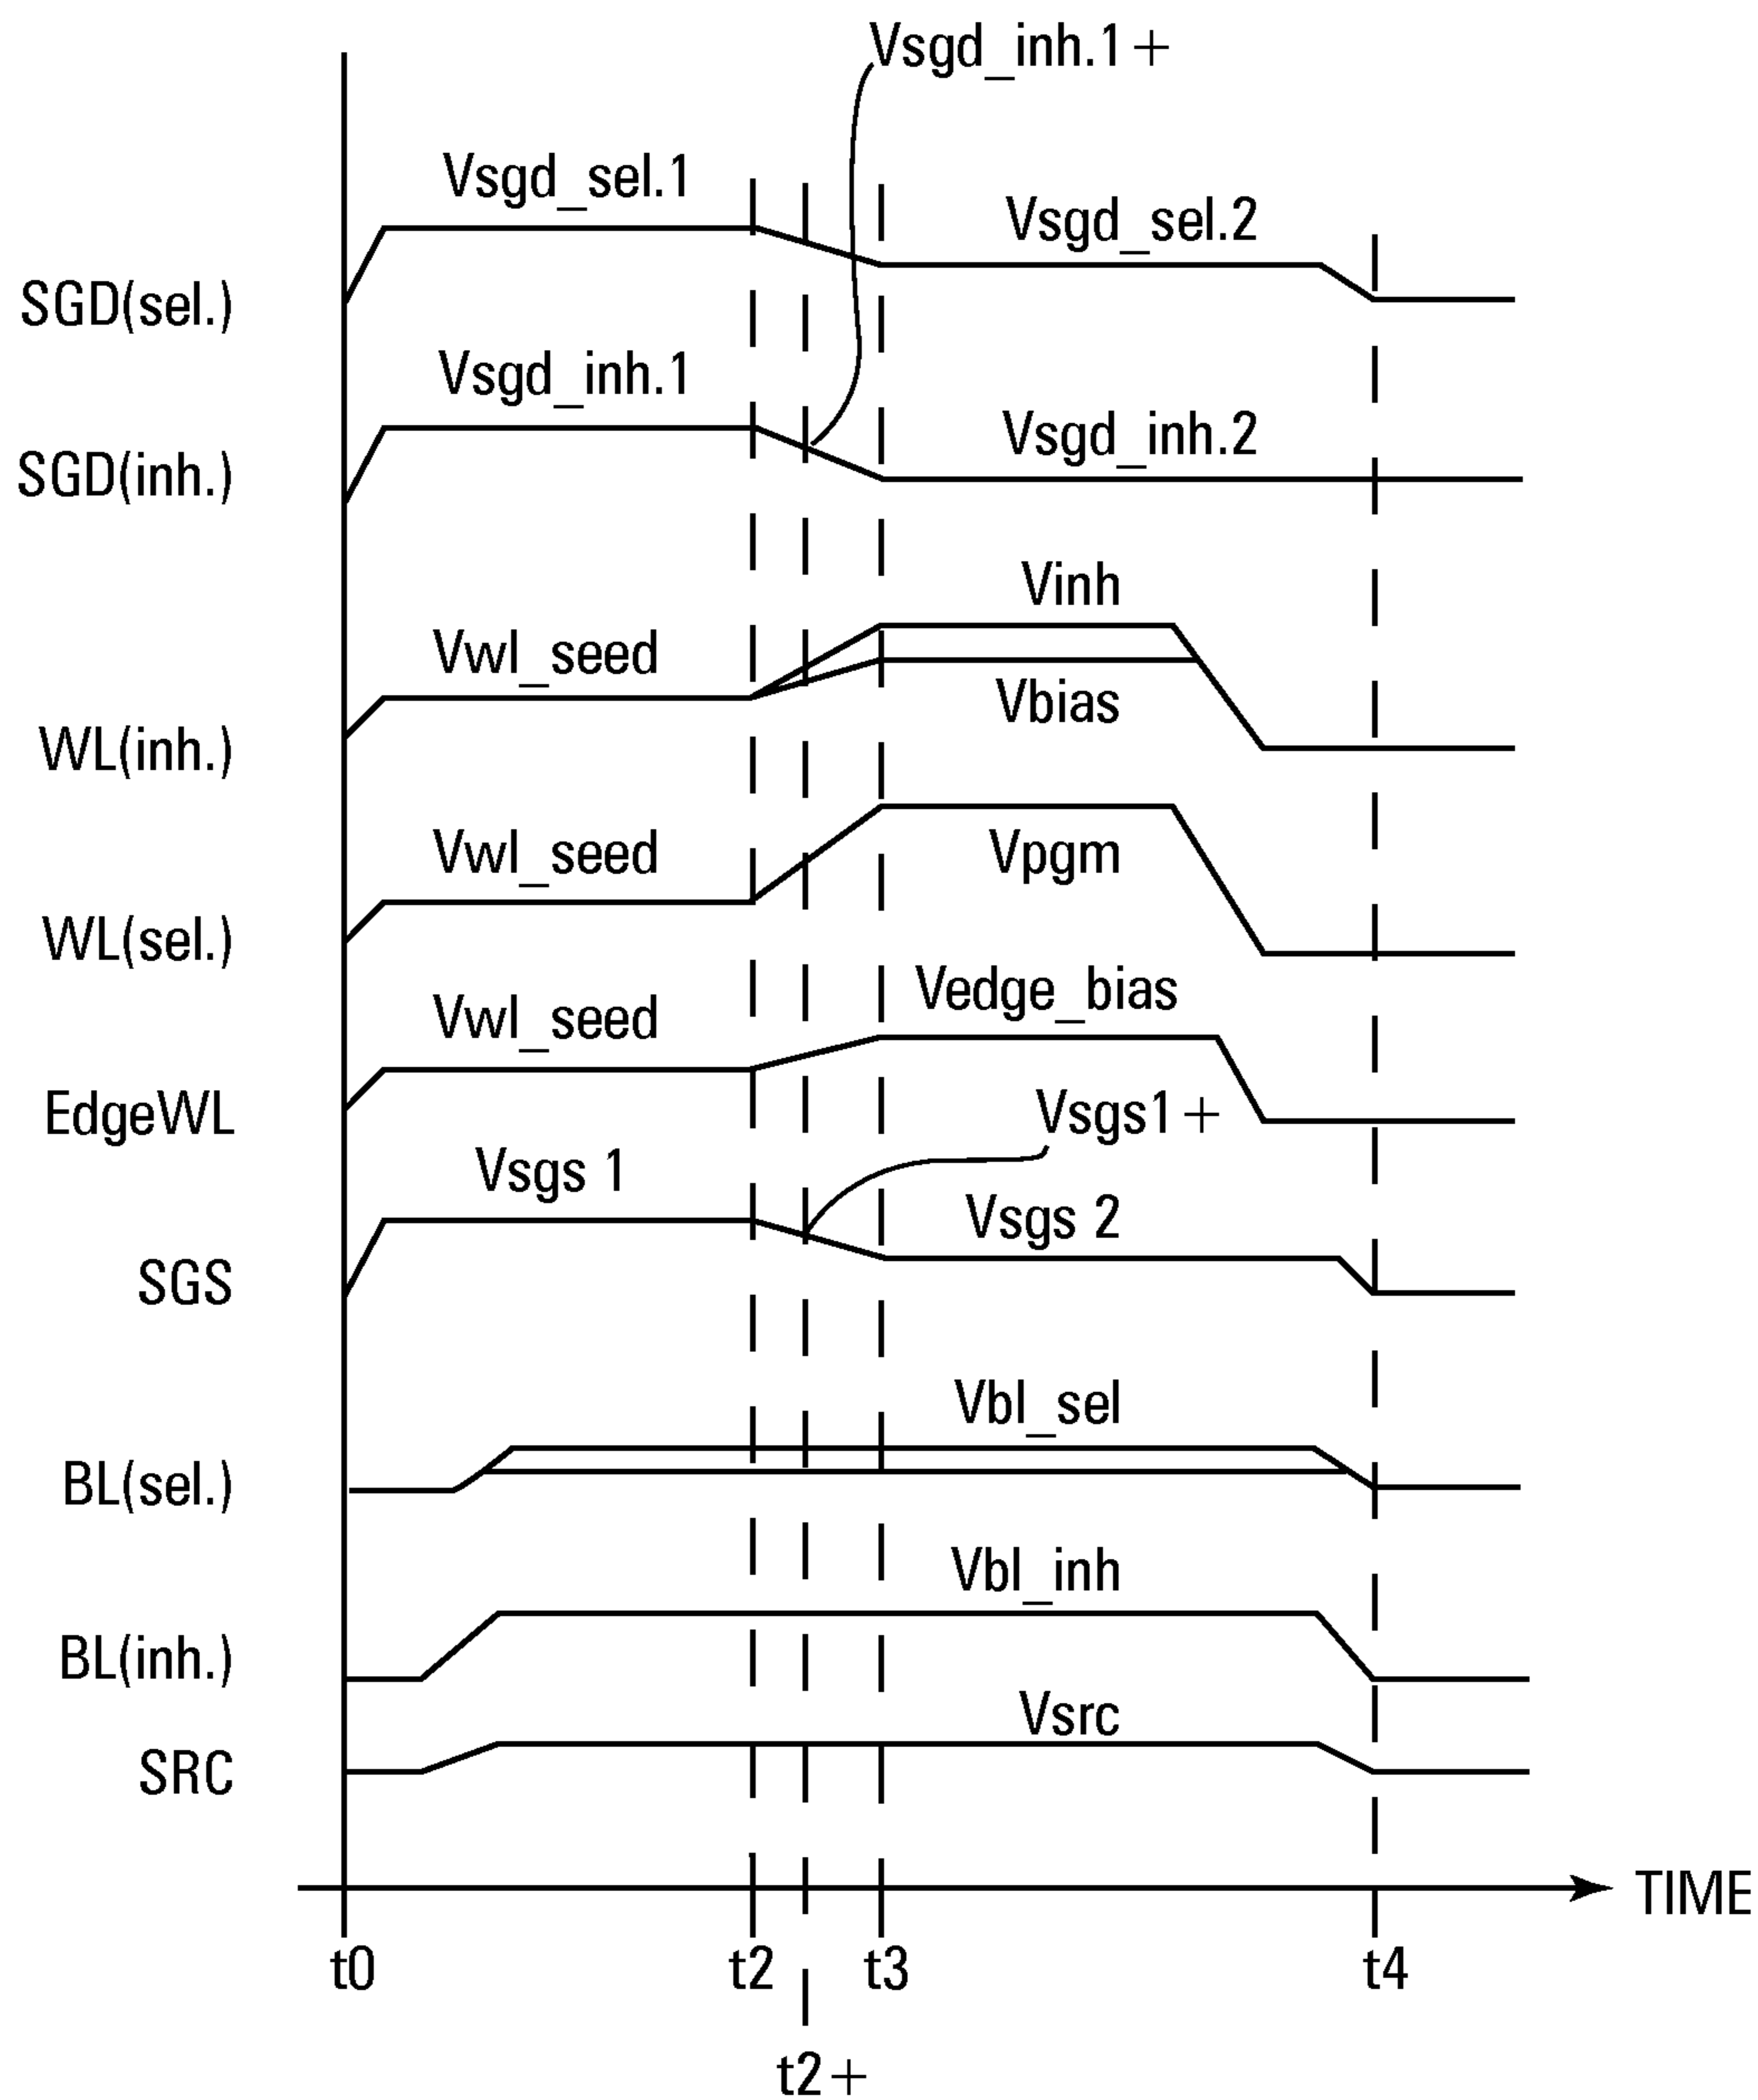 Vsgd_inh.1+
Vsgd_sel.1
Vsgd_sel.2
SGD(sel.)
Vsgd_inh.1
Vsgd_inh.2
SGD(inh.)
Vinh
Vwl_seed
Vbias
WL(inh.)
Vwl_seed
Vpgm
WL(sel.)
Vedge_bias
Vwl_seed
EdgeWL
Vsgs1+
Vsgs 1
Vsgs 2
SGS
Vbl_sel
BL(sel.)
Vbl_inh
BL(inh.)
Vsrc
SRC
TIME
t0 t2 t3 t4
t2+